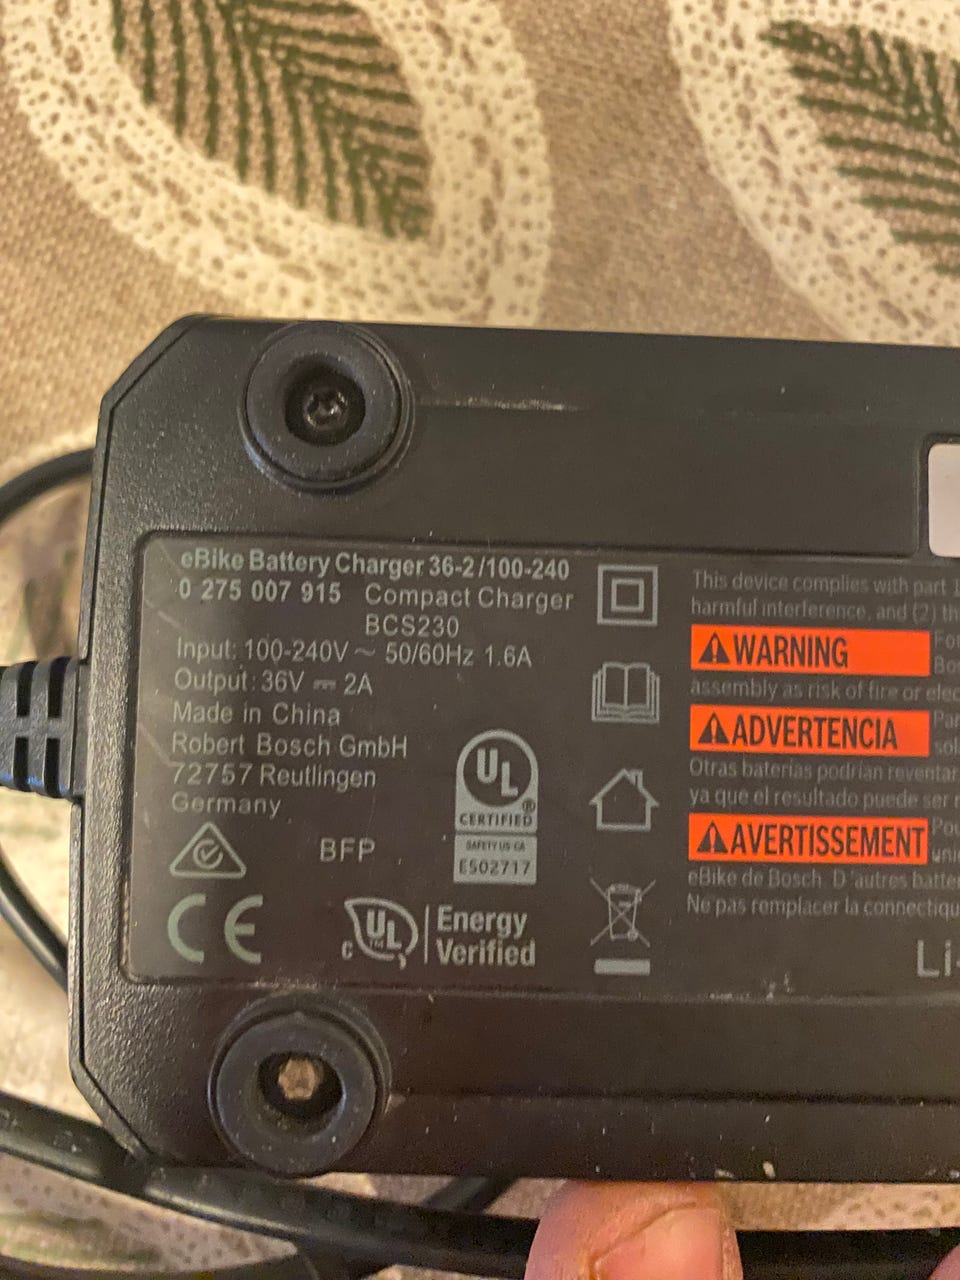 eBike Battery Charger 36-2/100-240
0 275 007 915 Compact Charger
BCS230
Input: 100-240V ~ 50/60Hz 1.6A
Output: 36V ⎓ 2A
Made in China
Robert Bosch GmbH
72757 Reutlingen
Germany
BFP
UL
®
CERTIFIED
SAFETY US CA
E502717
CE
c UL TM Energy
Verified
This device complies with part
harmful interference, and (2)
WARNING
assembly as risk of fire or
ADVERTENCIA
Otras baterías podrían reventar
ya que el resultado puede ser
AVERTISSEMENT
eBike de Bosch. D'autres
Ne pas remplacer la
Li-